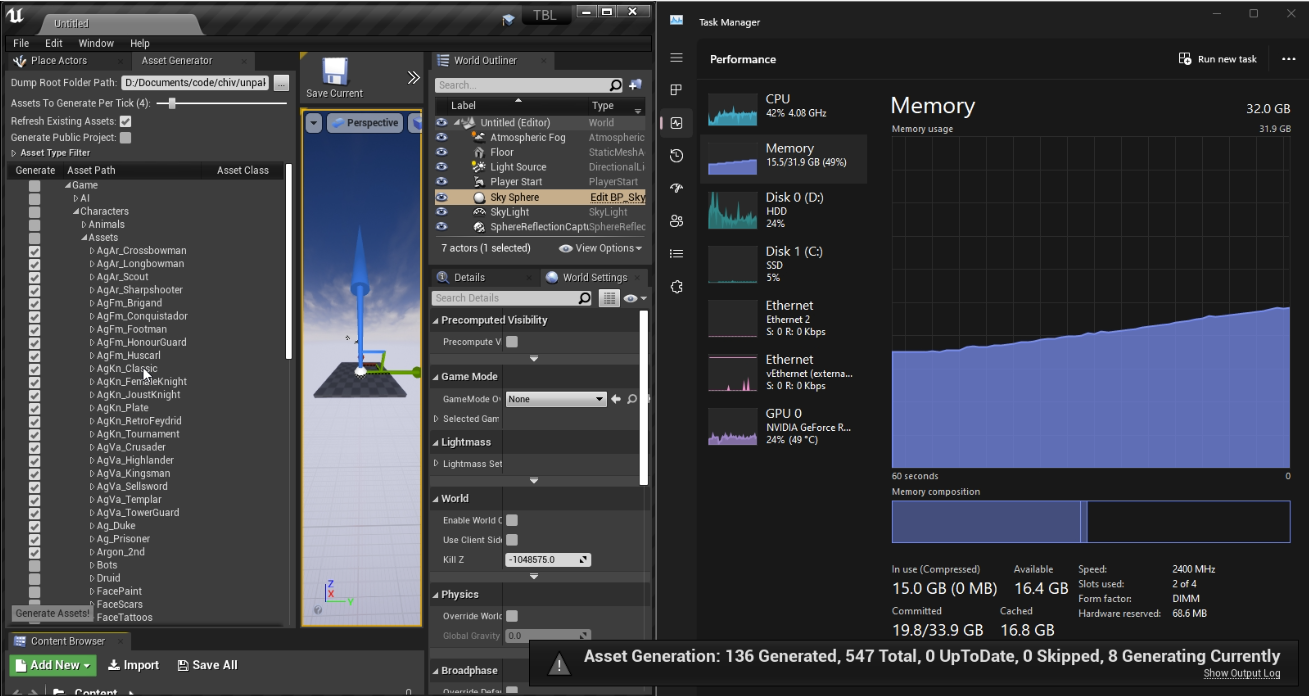 Untitled
TBL
File Edit Window Help
Place Actors
Asset Generator
Dump Root Folder Path: D:/Documents/code/chiv/unpak ...
Assets To Generate Per Tick (4):
Refresh Existing Assets:
Generate Public Project:
Asset Type Filter
Generate Asset Path Asset Class
Game
AI
Characters
Animals
Assets
AgAr_Crossbowman
AgAr_Longbowman
AgAr_Scout
AgAr_Sharpshooter
AgFm_Brigand
AgFm_Conquistador
AgFm_Footman
AgFm_HonourGuard
AgFm_Huscarl
AgKn_Classic
AgKn_FemaleKnight
AgKn_JoustKnight
AgKn_Plate
AgKn_RetroFeydrid
AgKn_Tournament
AgVa_Crusader
AgVa_Highlander
AgVa_Kingsman
AgVa_Sellsword
AgVa_Templar
AgVa_TowerGuard
Ag_Duke
Ag_Prisoner
Argon_2nd
Bots
Druid
FacePaint
FaceScars
FaceTattoos
Generate Assets!
Content Browser
Add New Import Save All
Content
Save Current
Perspective
Z
X
Y
World Outliner
Search...
Label Type
Untitled (Editor) World
Atmospheric Fog Atmospheric
Floor StaticMeshA
Light Source DirectionalLi
Player Start PlayerStart
Sky Sphere Edit BP_Sky
SkyLight SkyLight
SphereReflectionCaptu SphereReflec
7 actors (1 selected) View Options
Details World Settings
Search Details
Precomputed Visibility
Precompute V
Game Mode
GameMode O None
Selected Gam
Lightmass
Lightmass Set
World
Enable World C
Use Client Side
Kill Z -1048575.0
Physics
Override World
Global Gravity 0.0
Broadphase
Override Defa
Task Manager
Performance
Run new task
CPU
42% 4.08 GHz
Memory
15.5/31.9 GB (49%)
Disk 0 (D:)
HDD
24%
Disk 1 (C:)
SSD
5%
Ethernet
Ethernet 2
S: 0 R: 0 Kbps
Ethernet
vEthernet (externa...
S: 0 R: 0 Kbps
GPU 0
NVIDIA GeForce R...
24% (49 °C)
Memory 32.0 GB
Memory usage 31.9 GB
60 seconds 0
Memory composition
In use (Compressed) Available
15.0 GB (0 MB) 16.4 GB
Committed Cached
19.8/33.9 GB 16.8 GB
Speed: 2400 MHz
Slots used: 2 of 4
Form factor: DIMM
Hardware reserved: 68.6 MB
Asset Generation: 136 Generated, 547 Total, 0 UpToDate, 0 Skipped, 8 Generating Currently
Show Output Log